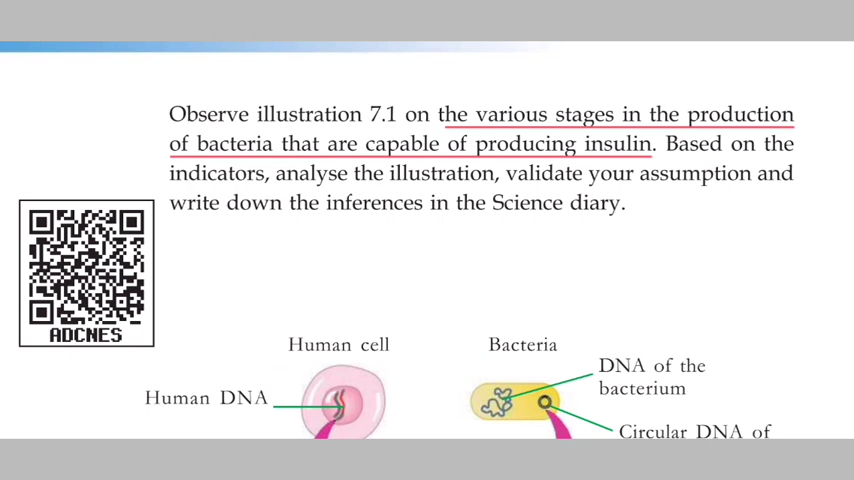 Observe illustration 7.1 on the various stages in the production
of bacteria that are capable of producing insulin. Based on the
indicators, analyse the illustration, validate your assumption and
write down the inferences in the Science diary.
ADCNES
Human cell
Bacteria
DNA of the
bacterium
Human DNA
Circular DNA of